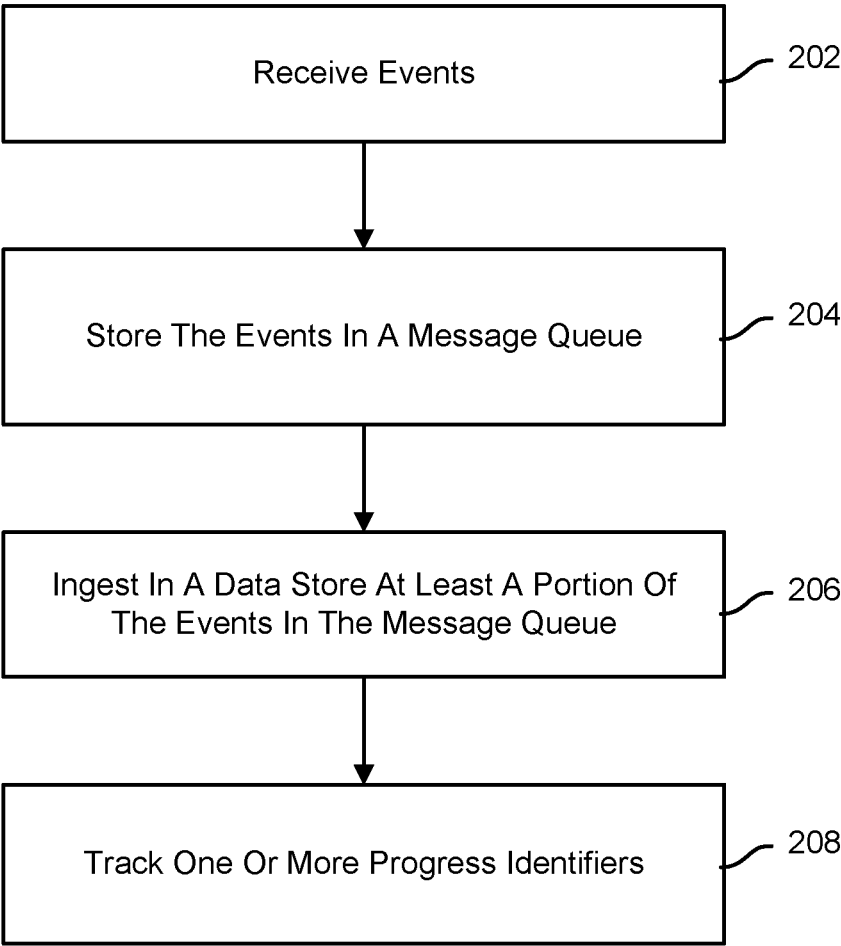 Receive Events
202
Store The Events In A Message Queue
204
Ingest In A Data Store At Least A Portion Of
The Events In The Message Queue
206
Track One Or More Progress Identifiers
208